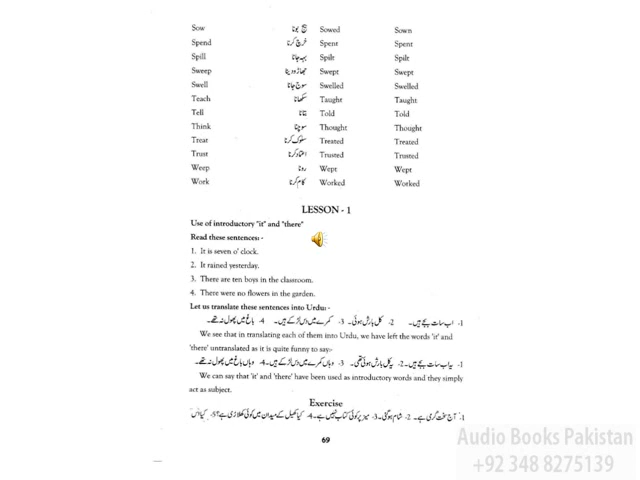 Sow بیج بونا Sowed Sown
Spend خرچ کرنا Spent Spent
Spill بہہ جانا Spilt Spilt
Sweep جھاڑو دینا Swept Swept
Swell سوج جانا Swelled Swelled
Teach سکھانا Taught Taught
Tell بتانا Told Told
Think سوچنا Thought Thought
Treat سلوک کرنا Treated Treated
Trust اعتماد کرنا Trusted Trusted
Weep رونا Wept Wept
Work کام کرنا Worked Worked
LESSON - 1
Use of introductory "it" and "there"
Read these sentences: -
1. It is seven o' clock.
2. It rained yesterday.
3. There are ten boys in the classroom.
4. There were no flowers in the garden.
Let us translate these sentences into Urdu: -
1- اب سات بجے ہیں۔ 2- کل بارش ہوئی۔ 3- کمرے میں دس لڑکے ہیں۔ 4- باغ میں پھول نہ تھے۔
We see that in translating each of them into Urdu, we have left the words 'it' and
'there' untranslated as it is quite funny to say:-
1- یہ اب سات بجے ہیں۔ 2- یہ کل بارش ہوئی تھی۔ 3- وہاں کمرے میں دس لڑکے ہیں۔ 4- وہاں باغ میں پھول نہ تھے۔
We can say that 'it' and 'there' have been used as introductory words and they simply
act as subject.
Exercise
1- آج سخت گرمی ہے۔ 2- شام ہو گئی۔ 3- میز پر کوئی کتاب نہیں ہے۔ 4- کیا کھیل کے میدان میں کوئی کھلاڑی ہے؟ 5- کیا اس
69
Audio Books Pakistan
+92 348 8275139